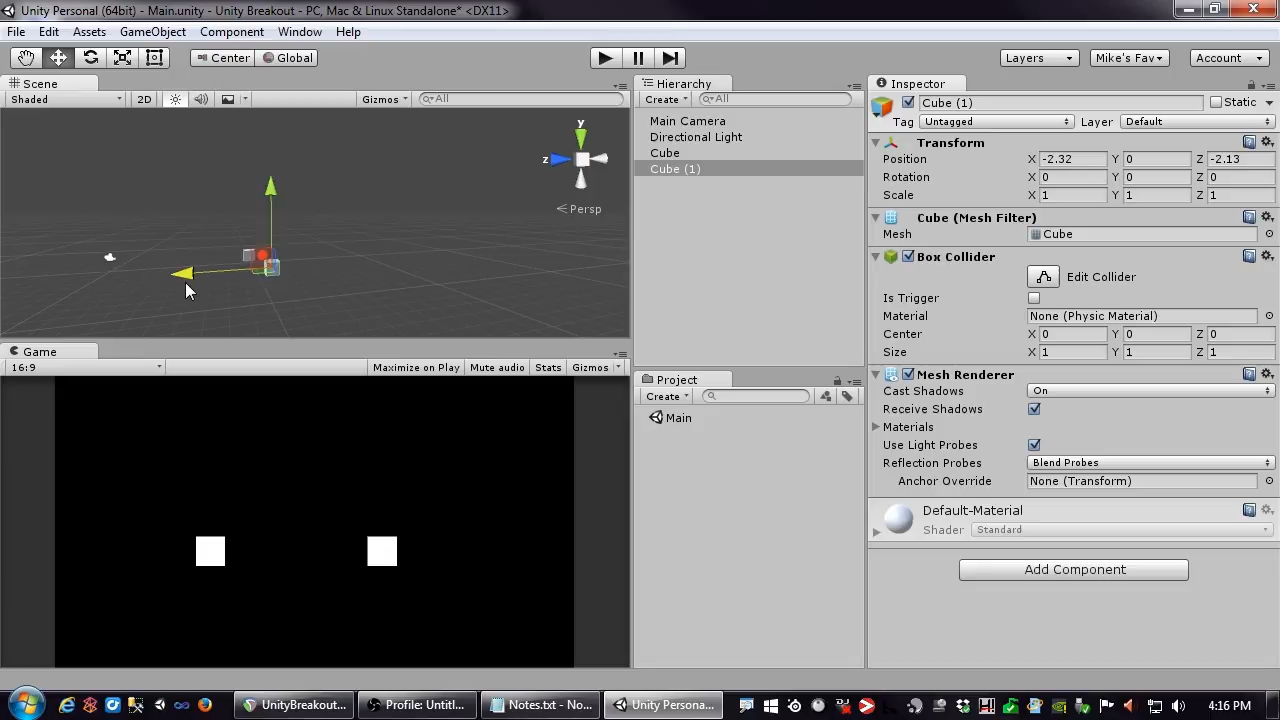 Unity Personal (64bit) - Main.unity - Unity Breakout - PC, Mac & Linux Standalone* <DX11>
File Edit Assets GameObject Component Window Help
Center Global Layers Mike's Fav Account
Scene
Shaded 2D Gizmos All
y
z
Persp
Game
16:9 Maximize on Play Mute audio Stats Gizmos
Hierarchy
Create All
Main Camera
Directional Light
Cube
Cube (1)
Project
Create
Main
Inspector
Cube (1) Static
Tag Untagged Layer Default
Transform
Position X -2.32 Y 0 Z -2.13
Rotation X 0 Y 0 Z 0
Scale X 1 Y 1 Z 1
Cube (Mesh Filter)
Mesh Cube
Box Collider
Edit Collider
Is Trigger
Material None (Physic Material)
Center X 0 Y 0 Z 0
Size X 1 Y 1 Z 1
Mesh Renderer
Cast Shadows On
Receive Shadows
Materials
Use Light Probes
Reflection Probes Blend Probes
Anchor Override None (Transform)
Default-Material
Shader Standard
Add Component
UnityBreakout... Profile: Untitl... Notes.txt - No... Unity Persona... 4:16 PM